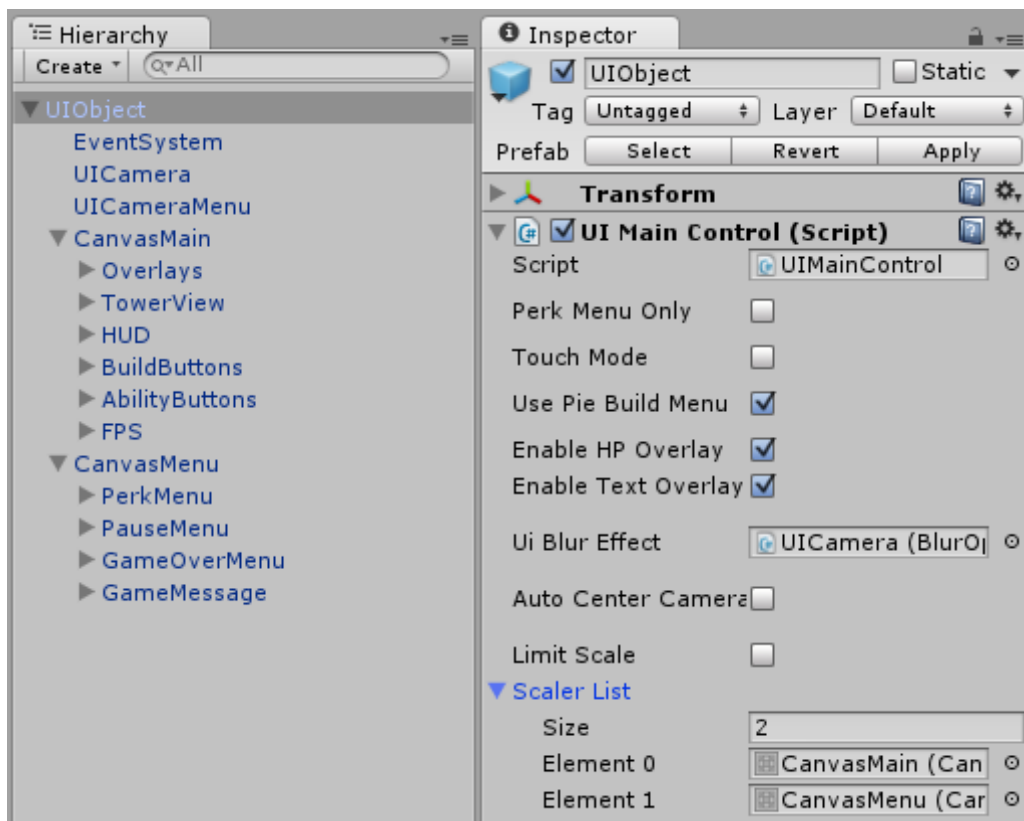 Hierarchy
Create
All
UIObject
EventSystem
UICamera
UICameraMenu
CanvasMain
Overlays
TowerView
HUD
BuildButtons
AbilityButtons
FPS
CanvasMenu
PerkMenu
PauseMenu
GameOverMenu
GameMessage
Inspector
UIObject Static
Tag Untagged Layer Default
Prefab Select Revert Apply
Transform
UI Main Control (Script)
Script UIMainControl
Perk Menu Only
Touch Mode
Use Pie Build Menu
Enable HP Overlay
Enable Text Overlay
Ui Blur Effect UICamera (BlurOp
Auto Center Camera
Limit Scale
Scaler List
Size 2
Element 0 CanvasMain (Can
Element 1 CanvasMenu (Can